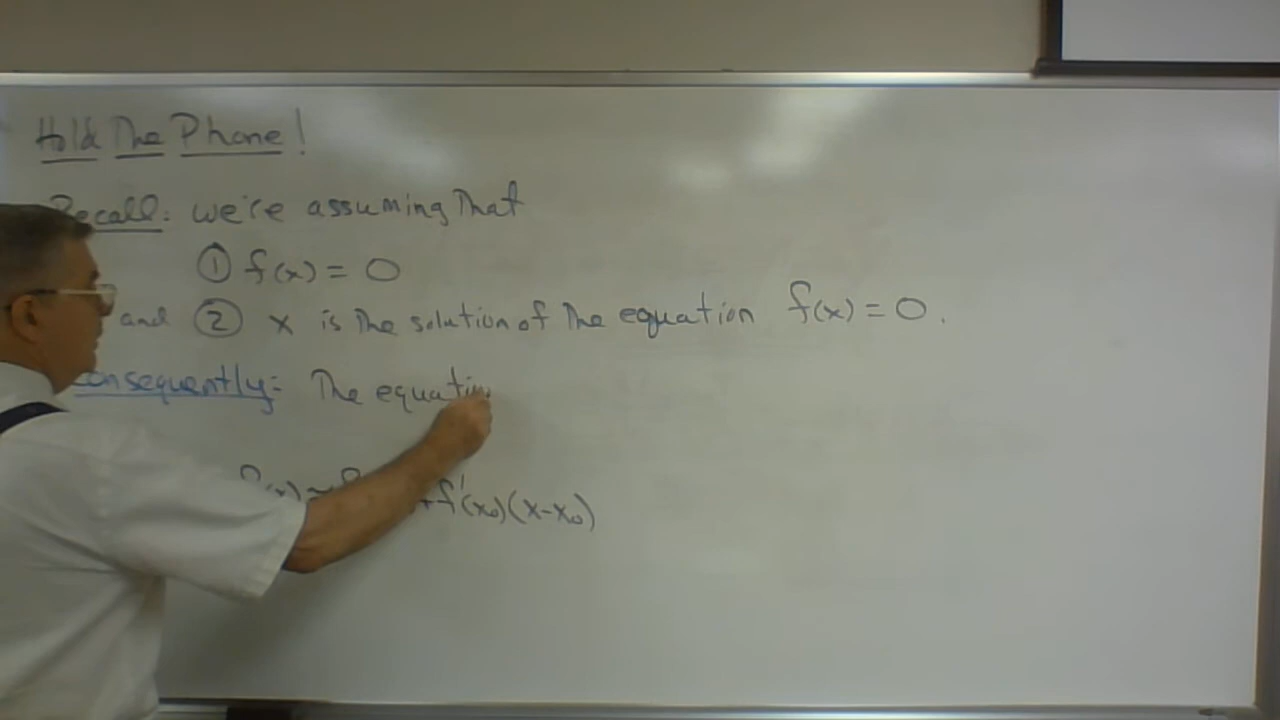 Hold The Phone!
Recall: we're assuming That
① f(x) = 0
and ② x is The solution of The equation f(x) = 0.
Consequently: The equation
f(x) ≈ + f'(x₀)(x-x₀)